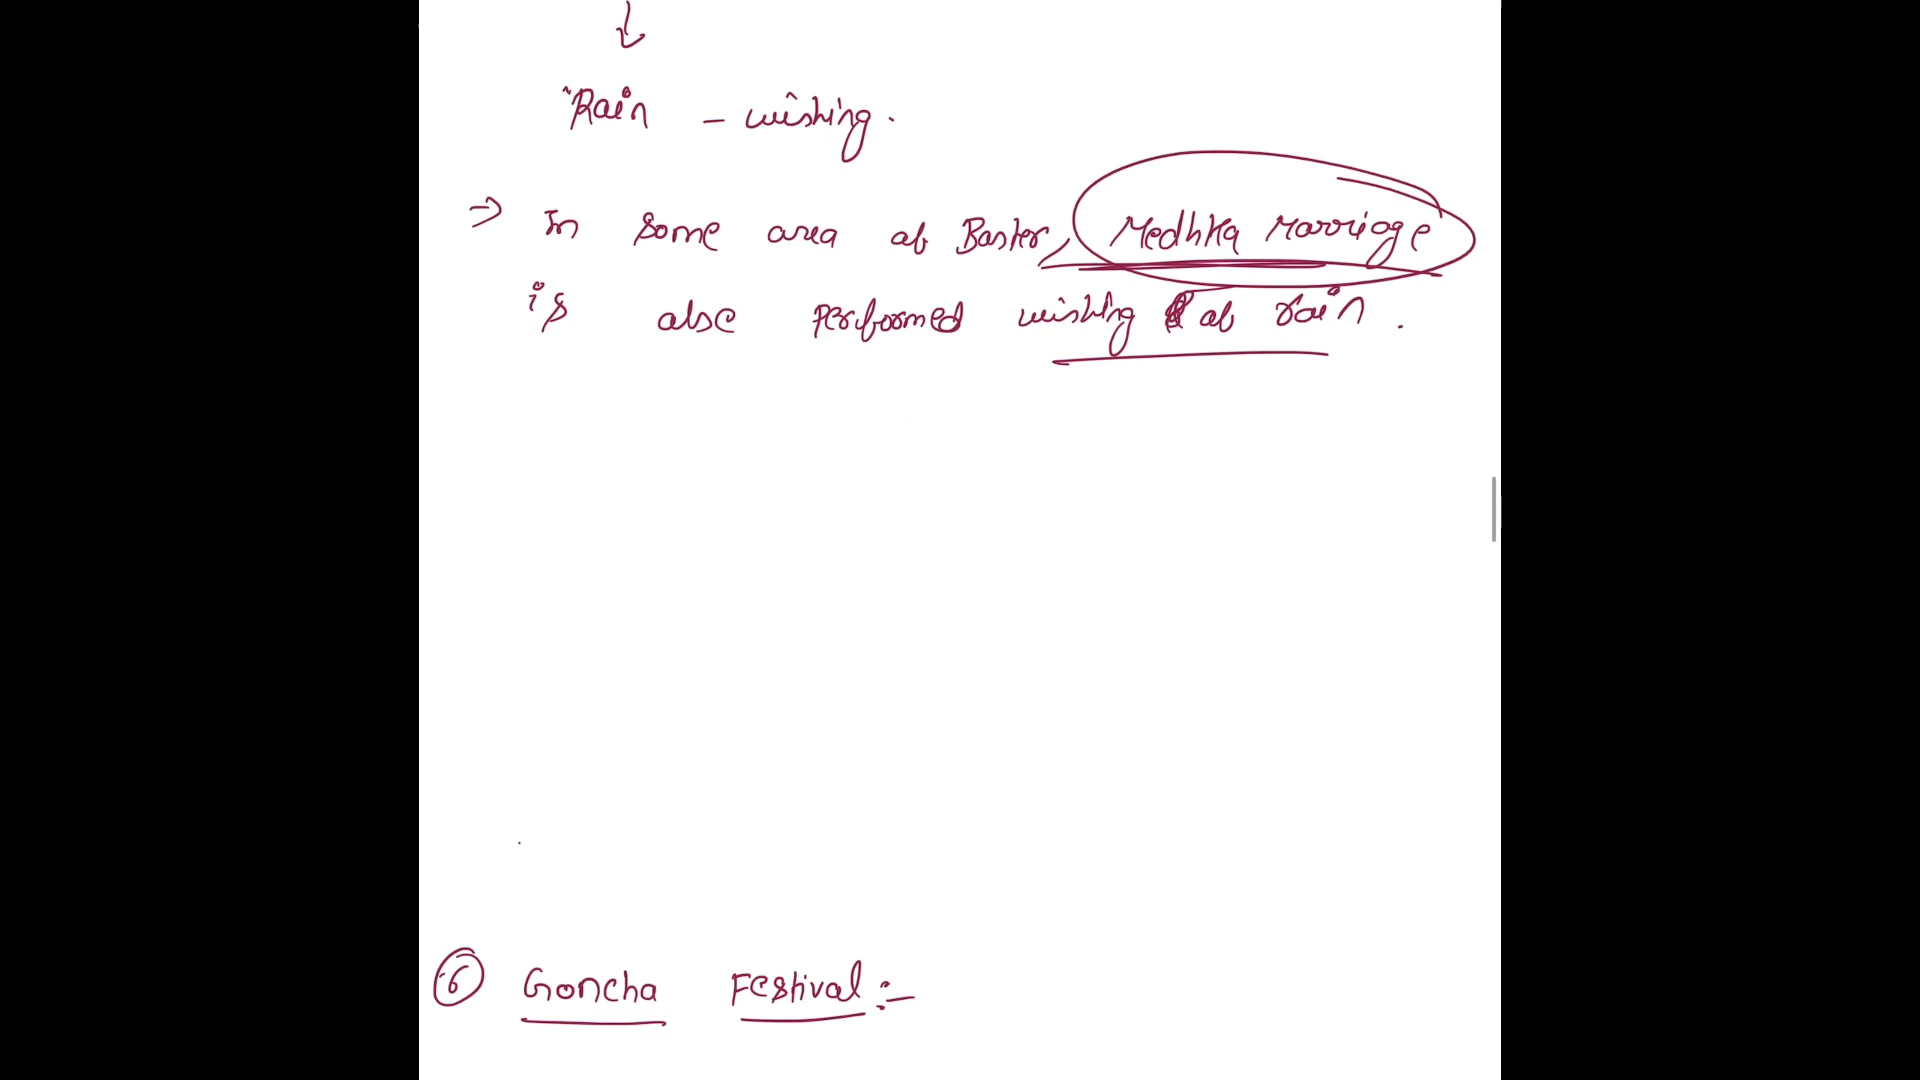 Rain - wishing.
⇒ In some area of Baster, Medhka Marriage
is also performed wishing of rain.
⑥ Goncha Festival :-